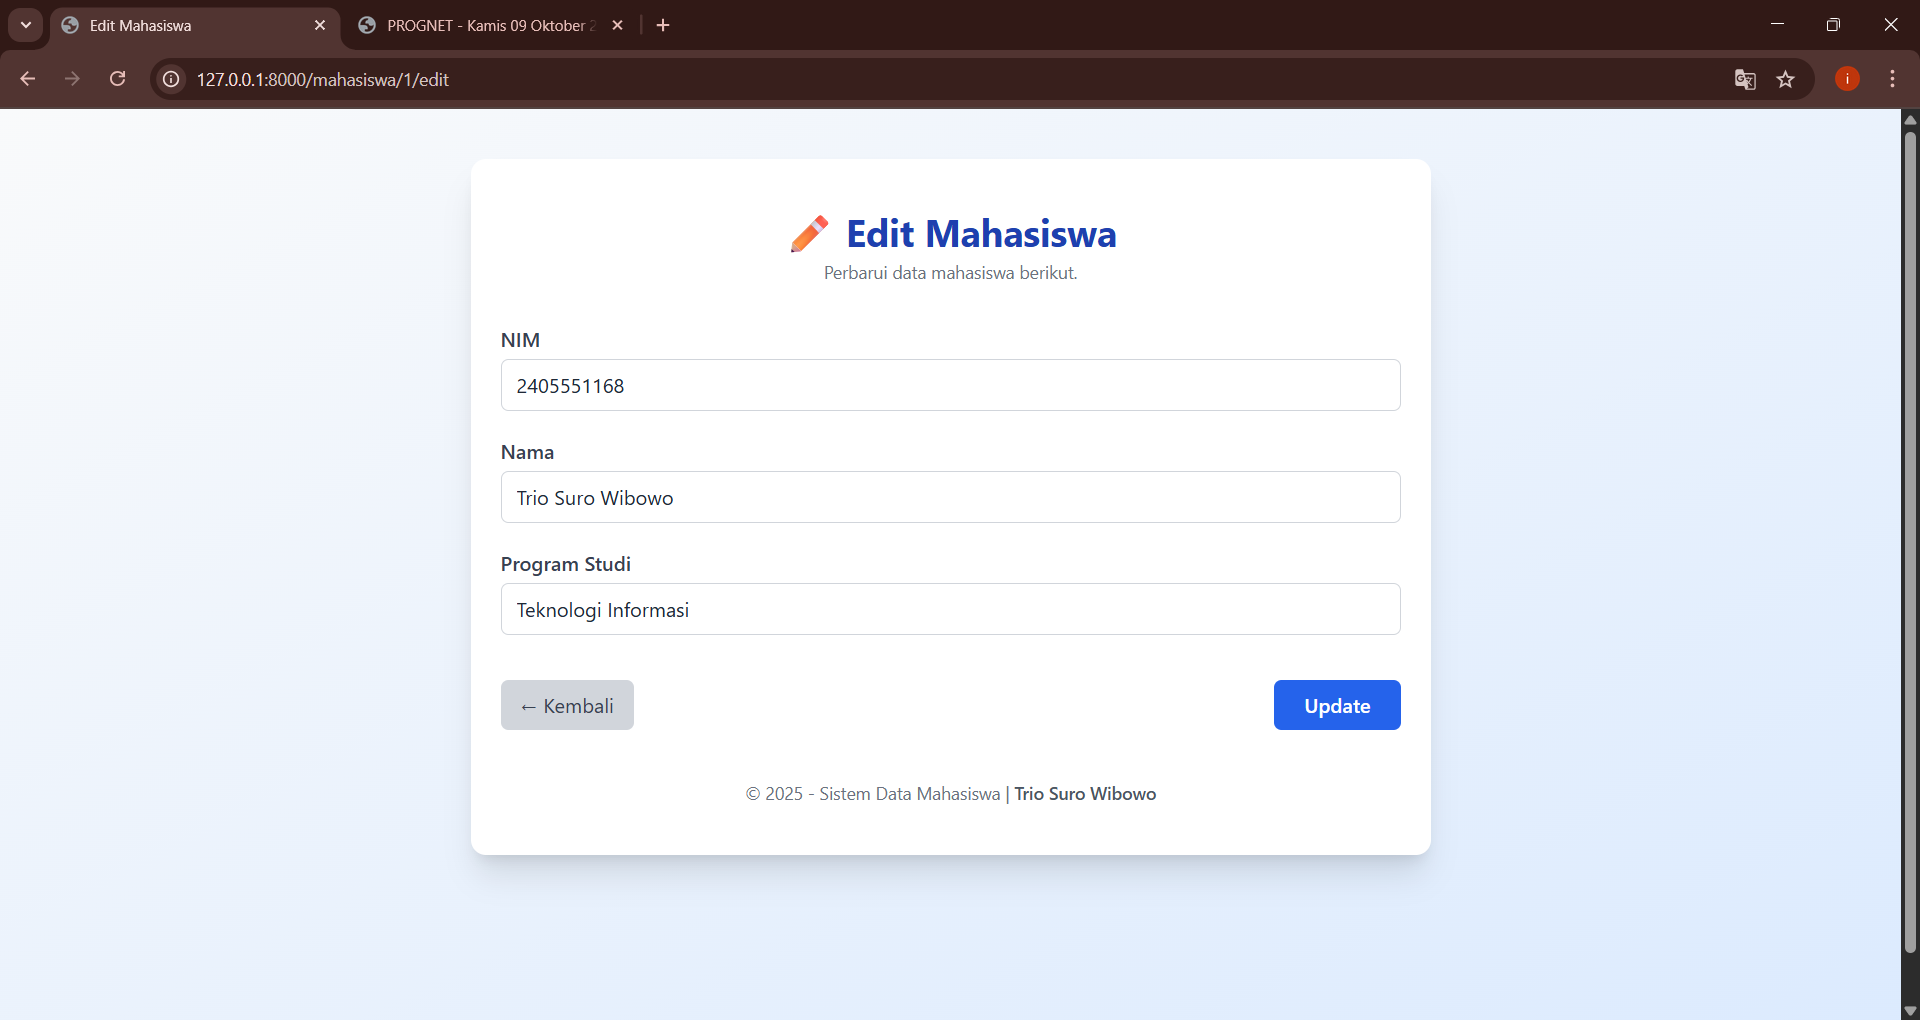 Edit Mahasiswa
PROGNET - Kamis 09 Oktober
127.0.0.1:8000/mahasiswa/1/edit
i
Edit Mahasiswa
Perbarui data mahasiswa berikut.
NIM
2405551168
Nama
Trio Suro Wibowo
Program Studi
Teknologi Informasi
← Kembali
Update
© 2025 - Sistem Data Mahasiswa | Trio Suro Wibowo